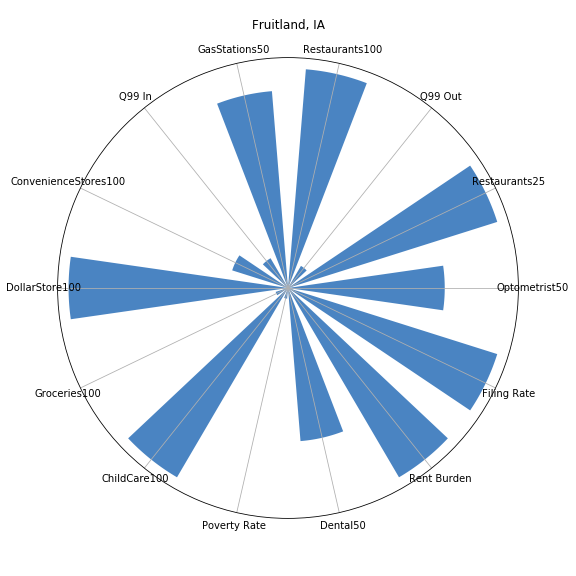 Fruitland, IA
GasStations50
Restaurants100
Q99 In
Q99 Out
ConvenienceStores100
Restaurants25
DollarStore100
Optometrist50
Groceries100
Filing Rate
ChildCare100
Rent Burden
Poverty Rate
Dental50